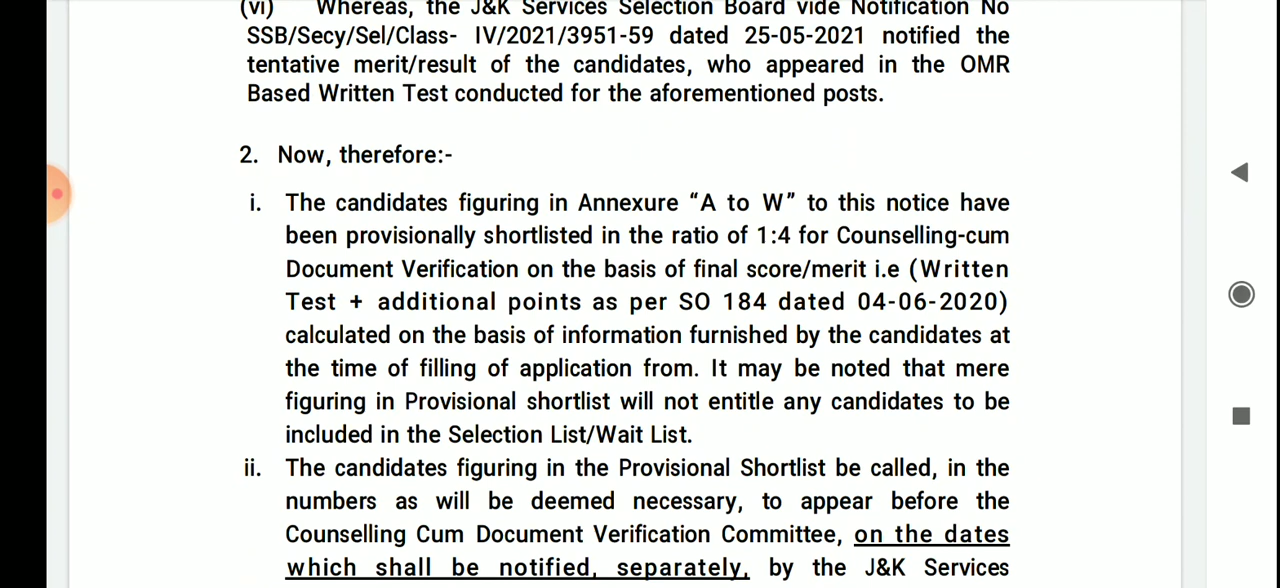 (vi) Whereas, the J&K Services Selection Board vide Notification No
SSB/Secy/Sel/Class- IV/2021/3951-59 dated 25-05-2021 notified the
tentative merit/result of the candidates, who appeared in the OMR
Based Written Test conducted for the aforementioned posts.
2. Now, therefore:-
i. The candidates figuring in Annexure “A to W” to this notice have
been provisionally shortlisted in the ratio of 1:4 for Counselling-cum
Document Verification on the basis of final score/merit i.e (Written
Test + additional points as per SO 184 dated 04-06-2020)
calculated on the basis of information furnished by the candidates at
the time of filling of application from. It may be noted that mere
figuring in Provisional shortlist will not entitle any candidates to be
included in the Selection List/Wait List.
ii. The candidates figuring in the Provisional Shortlist be called, in the
numbers as will be deemed necessary, to appear before the
Counselling Cum Document Verification Committee, on the dates
which shall be notified, separately, by the J&K Services